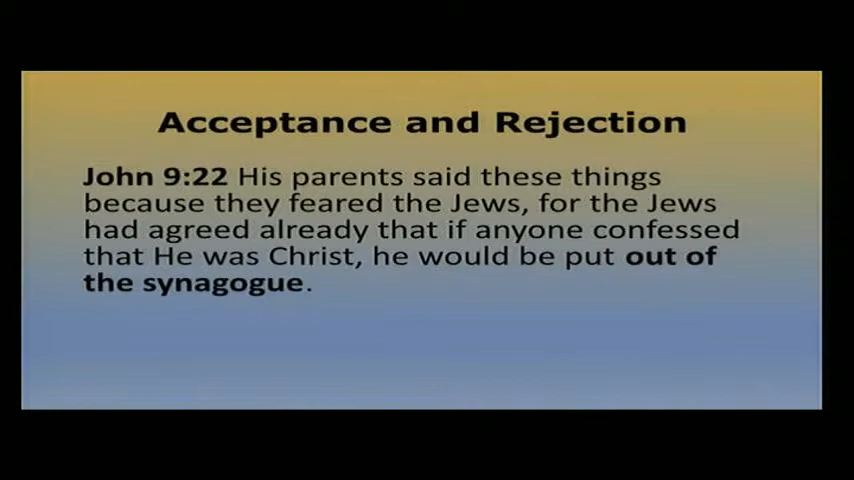 Acceptance and Rejection
John 9:22 His parents said these things
because they feared the Jews, for the Jews
had agreed already that if anyone confessed
that He was Christ, he would be put out of
the synagogue.